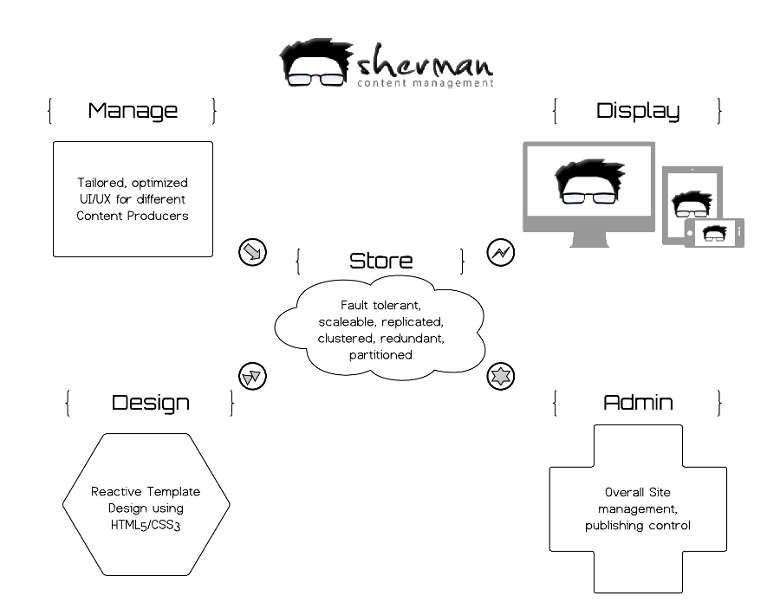 sherman
content management
{ Manage }
{ Display }
Tailored, optimized
UI/UX for different
Content Producers
{ Store }
Fault tolerant,
scaleable, replicated,
clustered, redundant,
partitioned
{ Design }
{ Admin }
Reactive Template
Design using
HTML5/CSS3
Overall Site
management,
publishing control